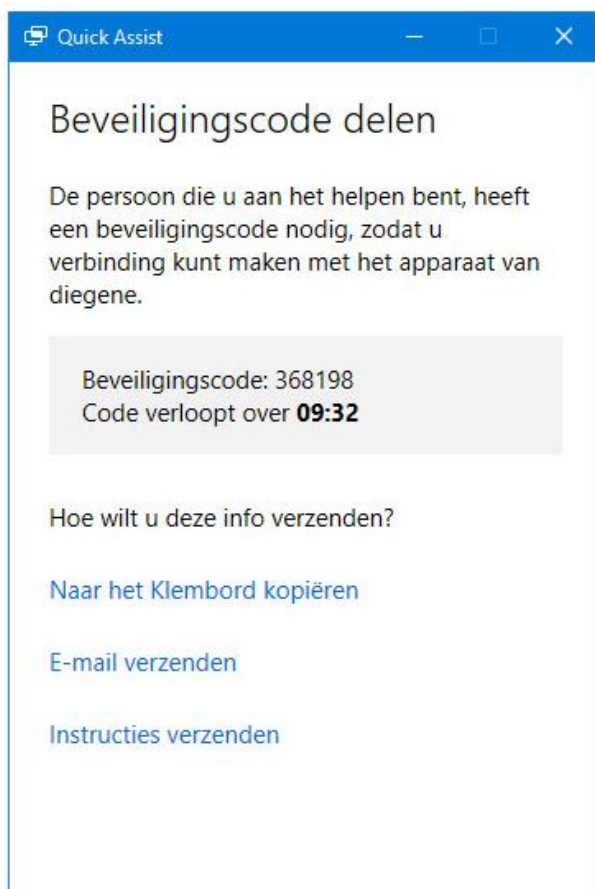 Quick Assist
Beveiligingscode delen
De persoon die u aan het helpen bent, heeft
een beveiligingscode nodig, zodat u
verbinding kunt maken met het apparaat van
diegene.
Beveiligingscode: 368198
Code verloopt over 09:32
Hoe wilt u deze info verzenden?
Naar het Klembord kopiëren
E-mail verzenden
Instructies verzenden